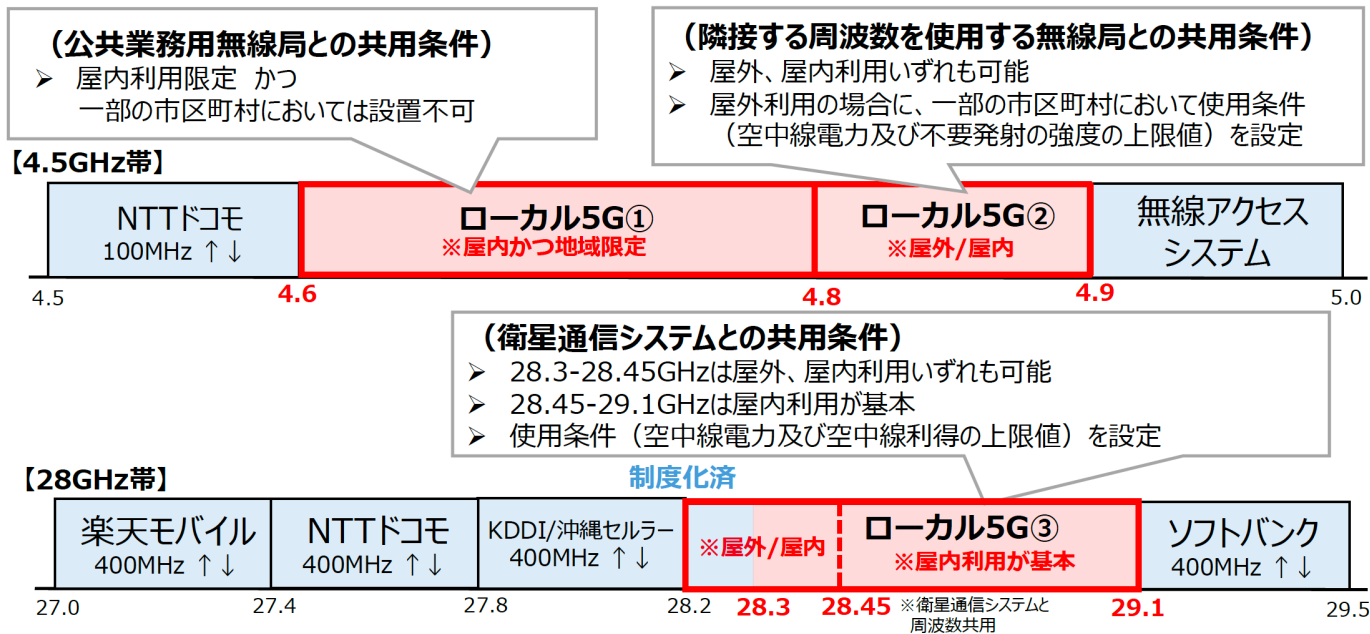 （公共業務用無線局との共用条件）
➢ 屋内利用限定　かつ
一部の市区町村においては設置不可
（隣接する周波数を使用する無線局との共用条件）
➢ 屋外、屋内利用いずれも可能
➢ 屋外利用の場合に、一部の市区町村において使用条件
（空中線電力及び不要発射の強度の上限値）を設定
【4.5GHz帯】
NTTドコモ
100MHz ↑↓
ローカル5G①
※屋内かつ地域限定
ローカル5G②
※屋外/屋内
無線アクセス
システム
4.5
4.6
4.8
4.9
5.0
（衛星通信システムとの共用条件）
➢ 28.3-28.45GHzは屋外、屋内利用いずれも可能
➢ 28.45-29.1GHzは屋内利用が基本
➢ 使用条件（空中線電力及び空中線利得の上限値）を設定
【28GHz帯】
制度化済
楽天モバイル
400MHz ↑↓
NTTドコモ
400MHz ↑↓
KDDI/沖縄セルラー
400MHz ↑↓
※屋外/屋内
ローカル5G③
※屋内利用が基本
ソフトバンク
400MHz ↑↓
27.0
27.4
27.8
28.2
28.3
28.45
※衛星通信システムと
周波数共用
29.1
29.5